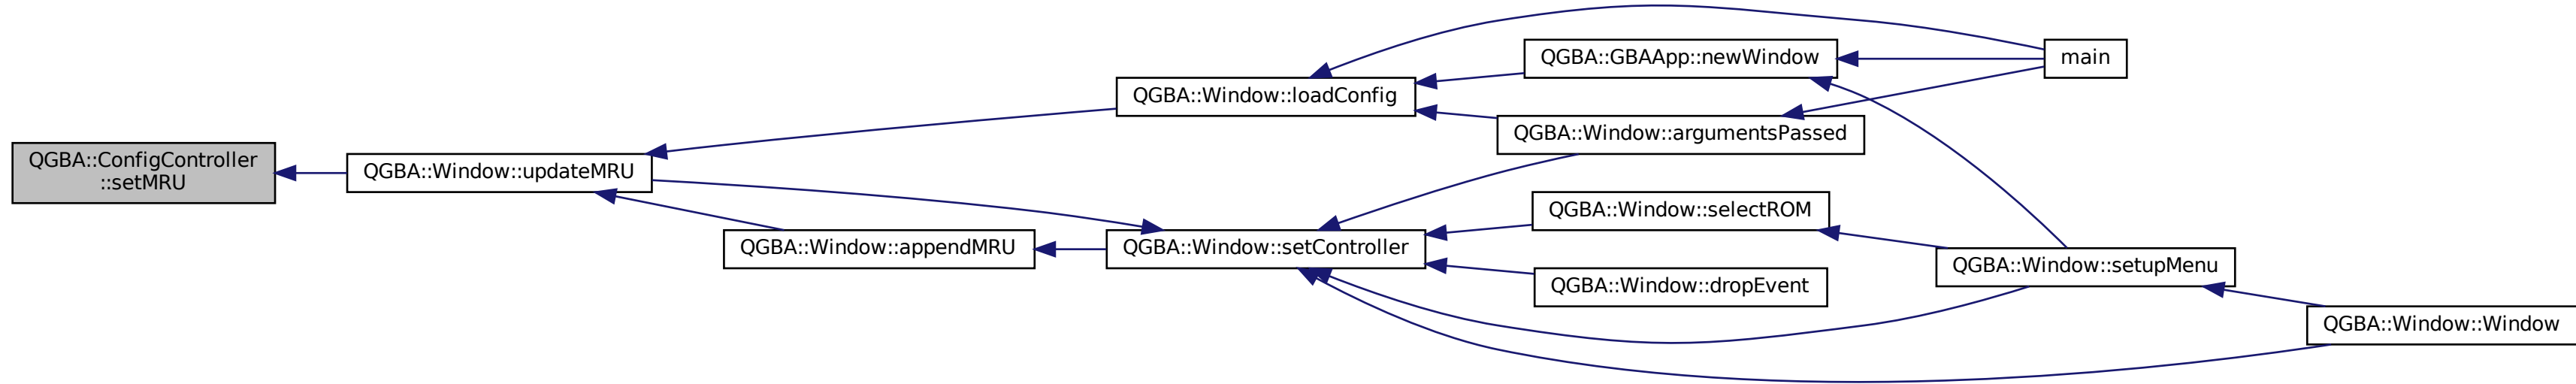 QGBA::ConfigController
::setMRU
QGBA::Window::updateMRU
QGBA::Window::appendMRU
QGBA::Window::loadConfig
QGBA::Window::setController
QGBA::GBAApp::newWindow
QGBA::Window::argumentsPassed
QGBA::Window::selectROM
QGBA::Window::dropEvent
main
QGBA::Window::setupMenu
QGBA::Window::Window